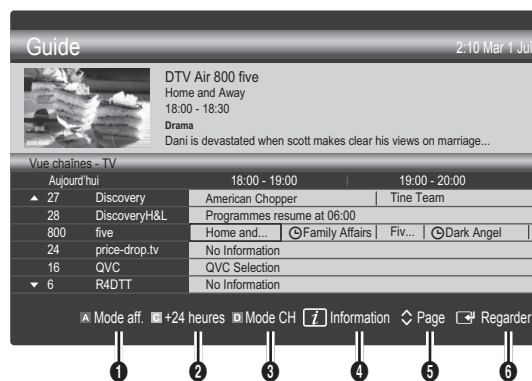 Guide 2:10 Mar 1 Jui
DTV Air 800 five
Home and Away
18:00 - 18:30
Drama
Dani is devastated when scott makes clear his views on marriage...
800 five
Vue chaînes - TV
Aujourd'hui 18:00 - 19:00 19:00 - 20:00
▲ 27 Discovery American Chopper Tine Team
28 DiscoveryH&L Programmes resume at 06:00
800 five Home and... Family Affairs Fiv... Dark Angel
24 price-drop.tv No Information
16 QVC QVC Selection
▼ 6 R4DTT No Information
A Mode aff. C +24 heures D Mode CH i Information Page Regarder
1 2 3 4 5 6